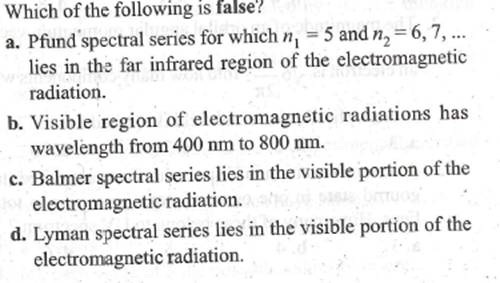 Which of the following is false?
a. Pfund spectral series for which n₁ = 5 and n₂ = 6, 7, ...
lies in the far infrared region of the electromagnetic
radiation.
b. Visible region of electromagnetic radiations has
wavelength from 400 nm to 800 nm.
c. Balmer spectral series lies in the visible portion of the
electromagnetic radiation.
d. Lyman spectral series lies in the visible portion of the
electromagnetic radiation.